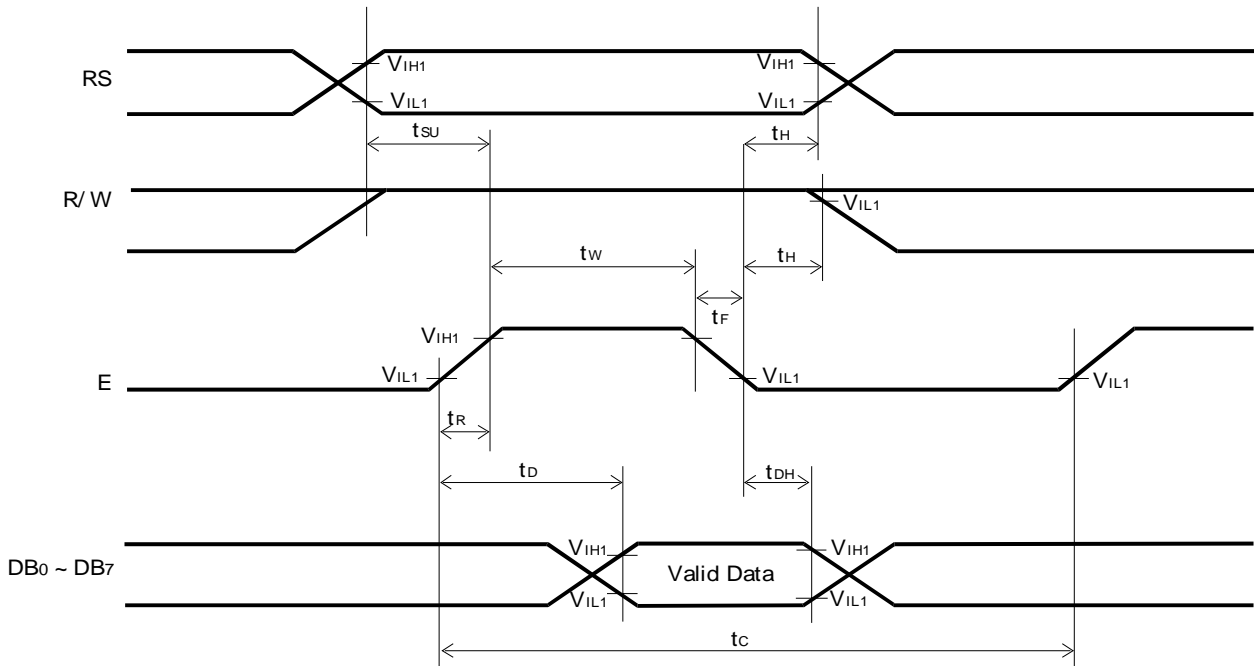 RS
VIH1
VIH1
VIL1
VIL1
tSU
tH
R/ W
VIL1
tW
tH
tF
VIH1
E
VIL1
VIL1
VIL1
tR
tD
tDH
DB0 ~ DB7
VIH1
Valid Data
VIH1
VIL1
VIL1
tC